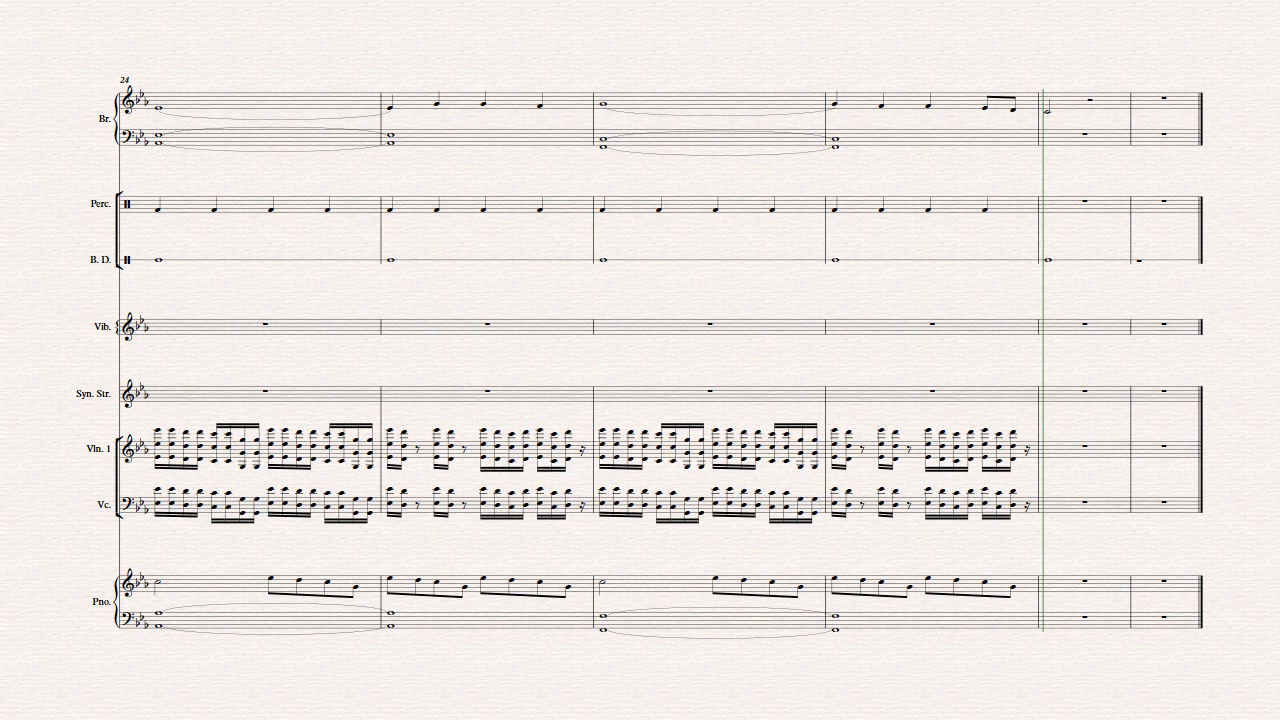 24
Br.
Perc.
B. D.
Vib.
Syn. Str.
Vln. 1
Vc.
Pno.